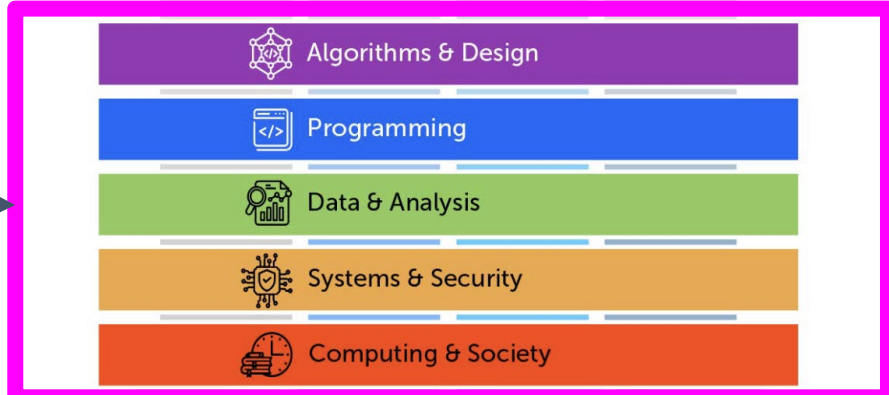 Algorithms & Design
Programming
Data & Analysis
Systems & Security
Computing & Society